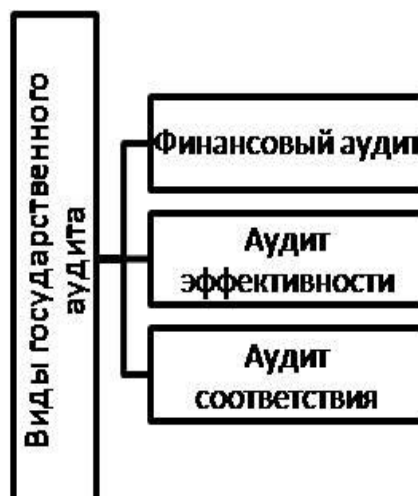 Виды государственного
аудита
Финансовый аудит
Аудит
эффективности
Аудит
соответствия